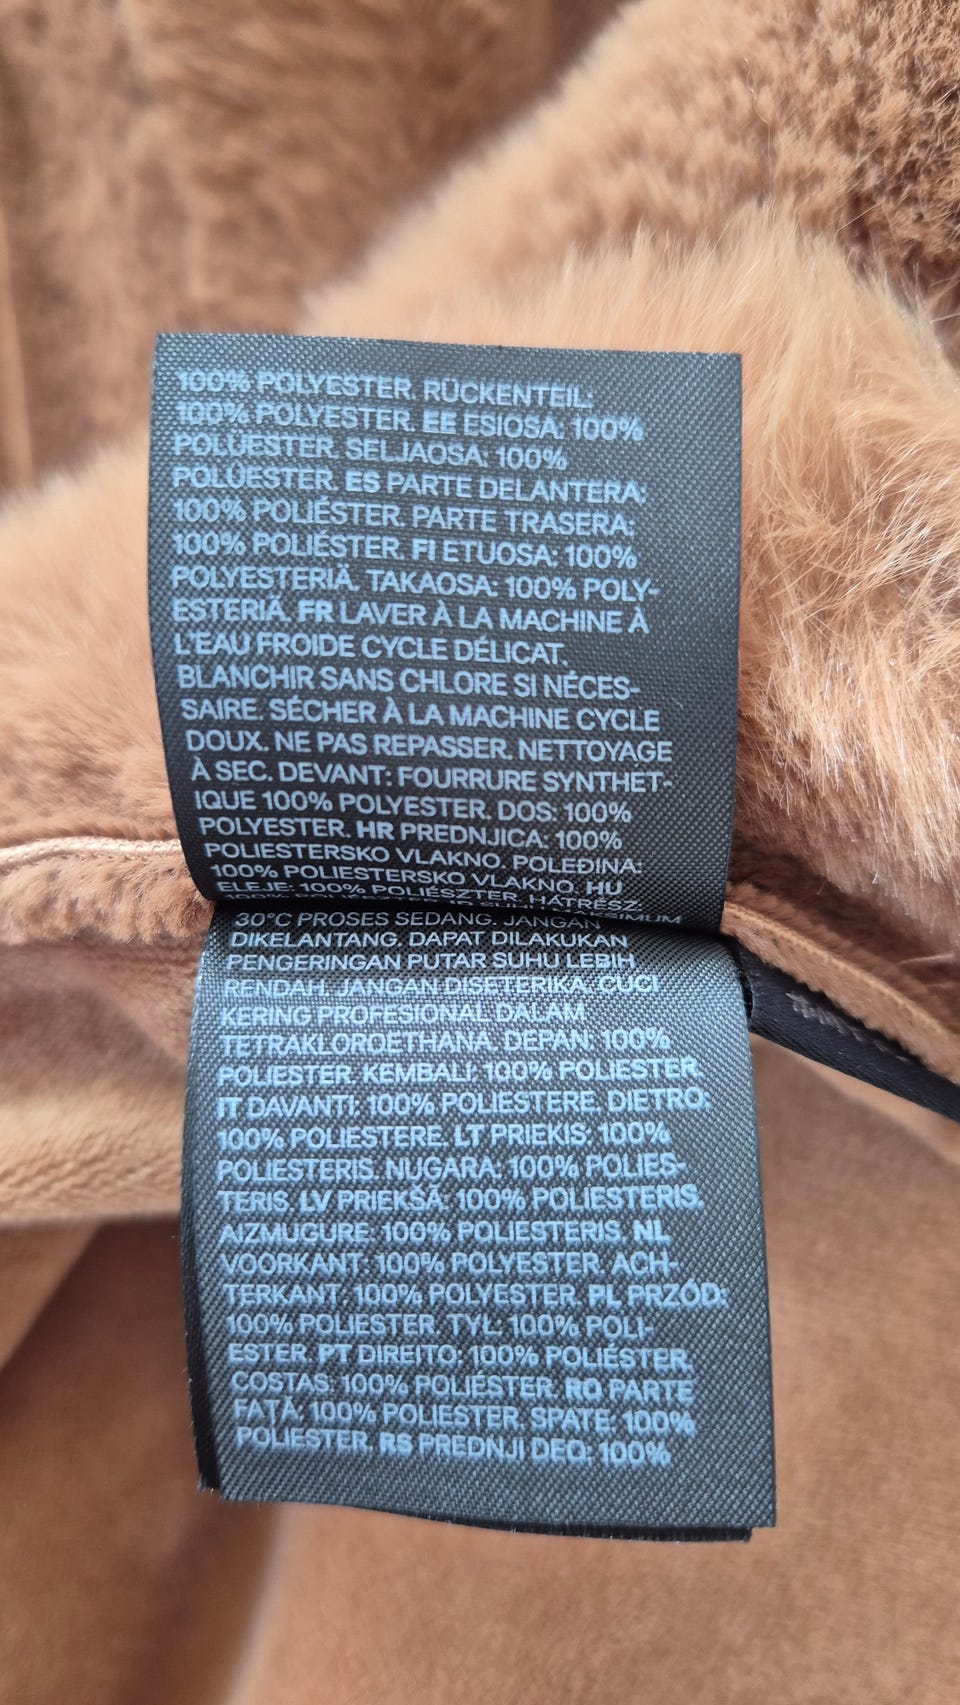 100% POLYESTER. RÜCKENTEIL:
100% POLYESTER. EE ESIOSA: 100%
POLÜESTER. SELJAOSA: 100%
POLÜESTER. ES PARTE DELANTERA:
100% POLIÉSTER. PARTE TRASERA:
100% POLIÉSTER. FI ETUOSA: 100%
POLYESTERIÄ. TAKAOSA: 100% POLY-
ESTERIÄ. FR LAVER À LA MACHINE À
L'EAU FROIDE CYCLE DÉLICAT.
BLANCHIR SANS CHLORE SI NÉCES-
SAIRE. SÉCHER À LA MACHINE CYCLE
DOUX. NE PAS REPASSER. NETTOYAGE
À SEC. DEVANT: FOURRURE SYNTHET-
IQUE 100% POLYESTER. DOS: 100%
POLYESTER. HR PREDNJICA: 100%
POLIESTERSKO VLAKNO. POLEĐINA:
100% POLIESTERSKO VLAKNO. HU
ELEJE: 100% POLIÉSZTER. HÁTRÉSZ:
100% POLIÉSZTER. MAKSIMUM
30°C PROSES SEDANG. JANGAN
DIKELANTANG. DAPAT DILAKUKAN
PENGERINGAN PUTAR SUHU LEBIH
RENDAH. JANGAN DISETERIKA. CUCI
KERING PROFESIONAL DALAM
TETRAKLOROETHANA. DEPAN: 100%
POLIESTER. KEMBALI: 100% POLIESTER
IT DAVANTI: 100% POLIESTERE. DIETRO:
100% POLIESTERE. LT PRIEKIS: 100%
POLIESTERIS. NUGARA: 100% POLIES-
TERIS. LV PRIEKŠĀ: 100% POLIESTERIS.
AIZMUGURE: 100% POLIESTERIS. NL
VOORKANT: 100% POLYESTER. ACH-
TERKANT: 100% POLYESTER. PL PRZÓD:
100% POLIESTER. TYŁ: 100% POLI-
ESTER. PT DIREITO: 100% POLIÉSTER.
COSTAS: 100% POLIÉSTER. RO PARTE
FAȚĂ: 100% POLIESTER. SPATE: 100%
POLIESTER. RS PREDNJI DEO: 100%